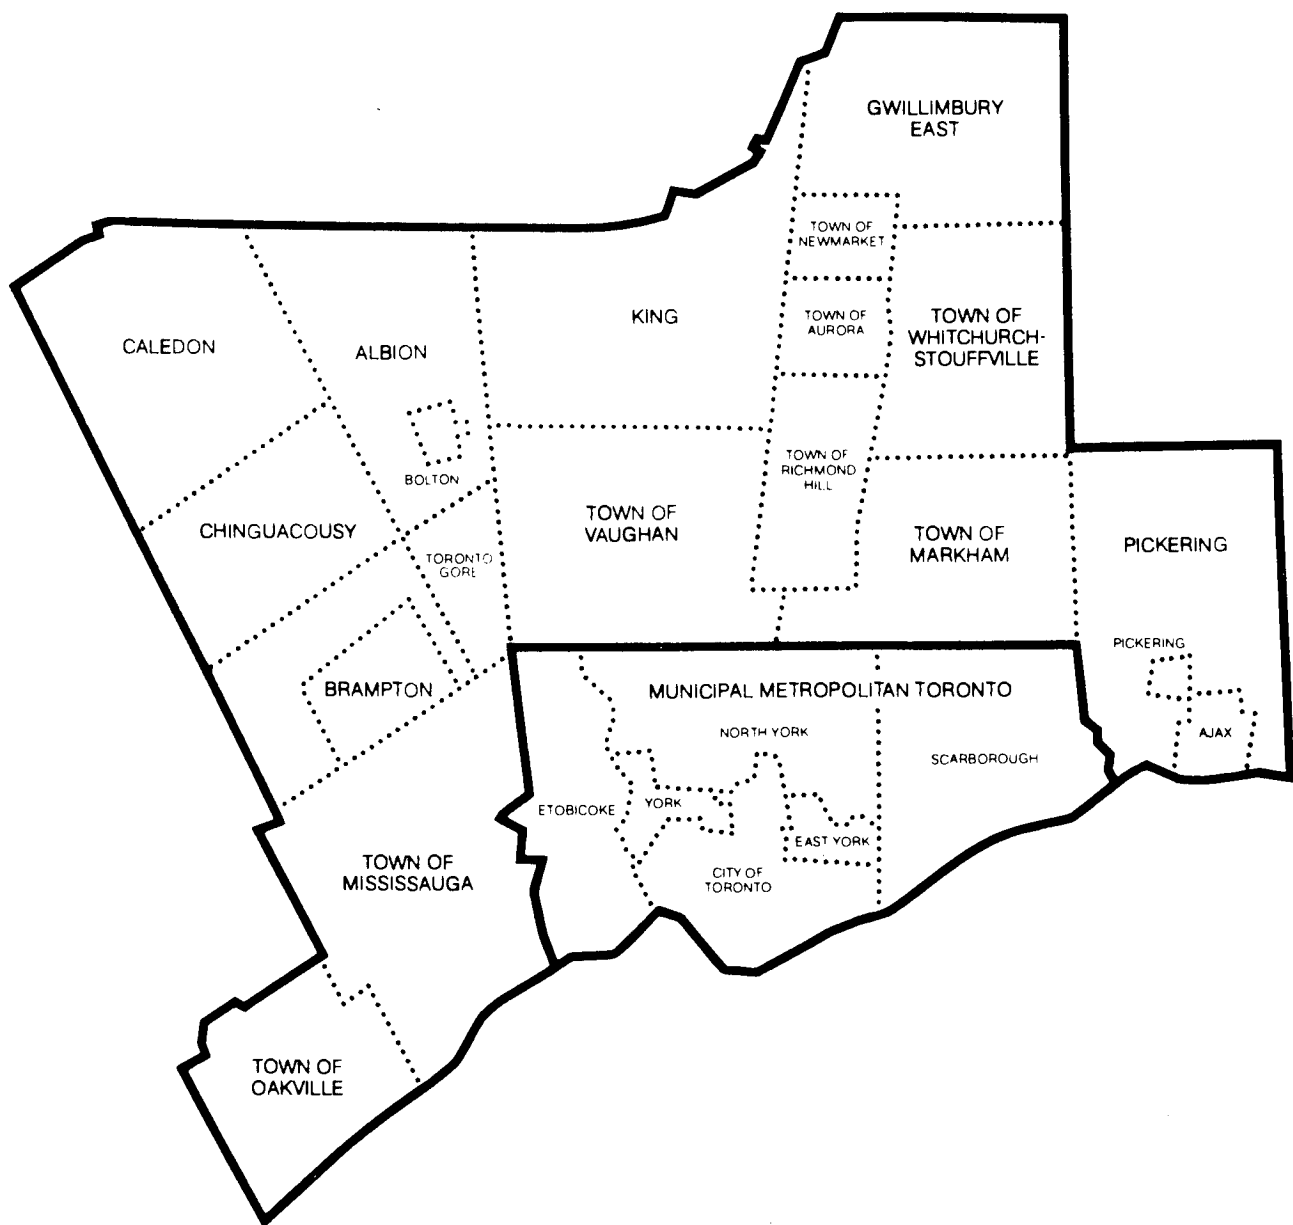 GWILLIMBURY
EAST
TOWN OF
NEWMARKET
TOWN OF
AURORA
TOWN OF
WHITCHURCH-
STOUFFVILLE
KING
CALEDON
ALBION
BOLTON
TOWN OF
RICHMOND
HILL
CHINGUACOUSY
TOWN OF
VAUGHAN
TOWN OF
MARKHAM
PICKERING
TORONTO
GORE
PICKERING
BRAMPTON
MUNICIPAL METROPOLITAN TORONTO
NORTH YORK
AJAX
SCARBOROUGH
ETOBICOKE
YORK
EAST YORK
TOWN OF
MISSISSAUGA
CITY OF
TORONTO
TOWN OF
OAKVILLE